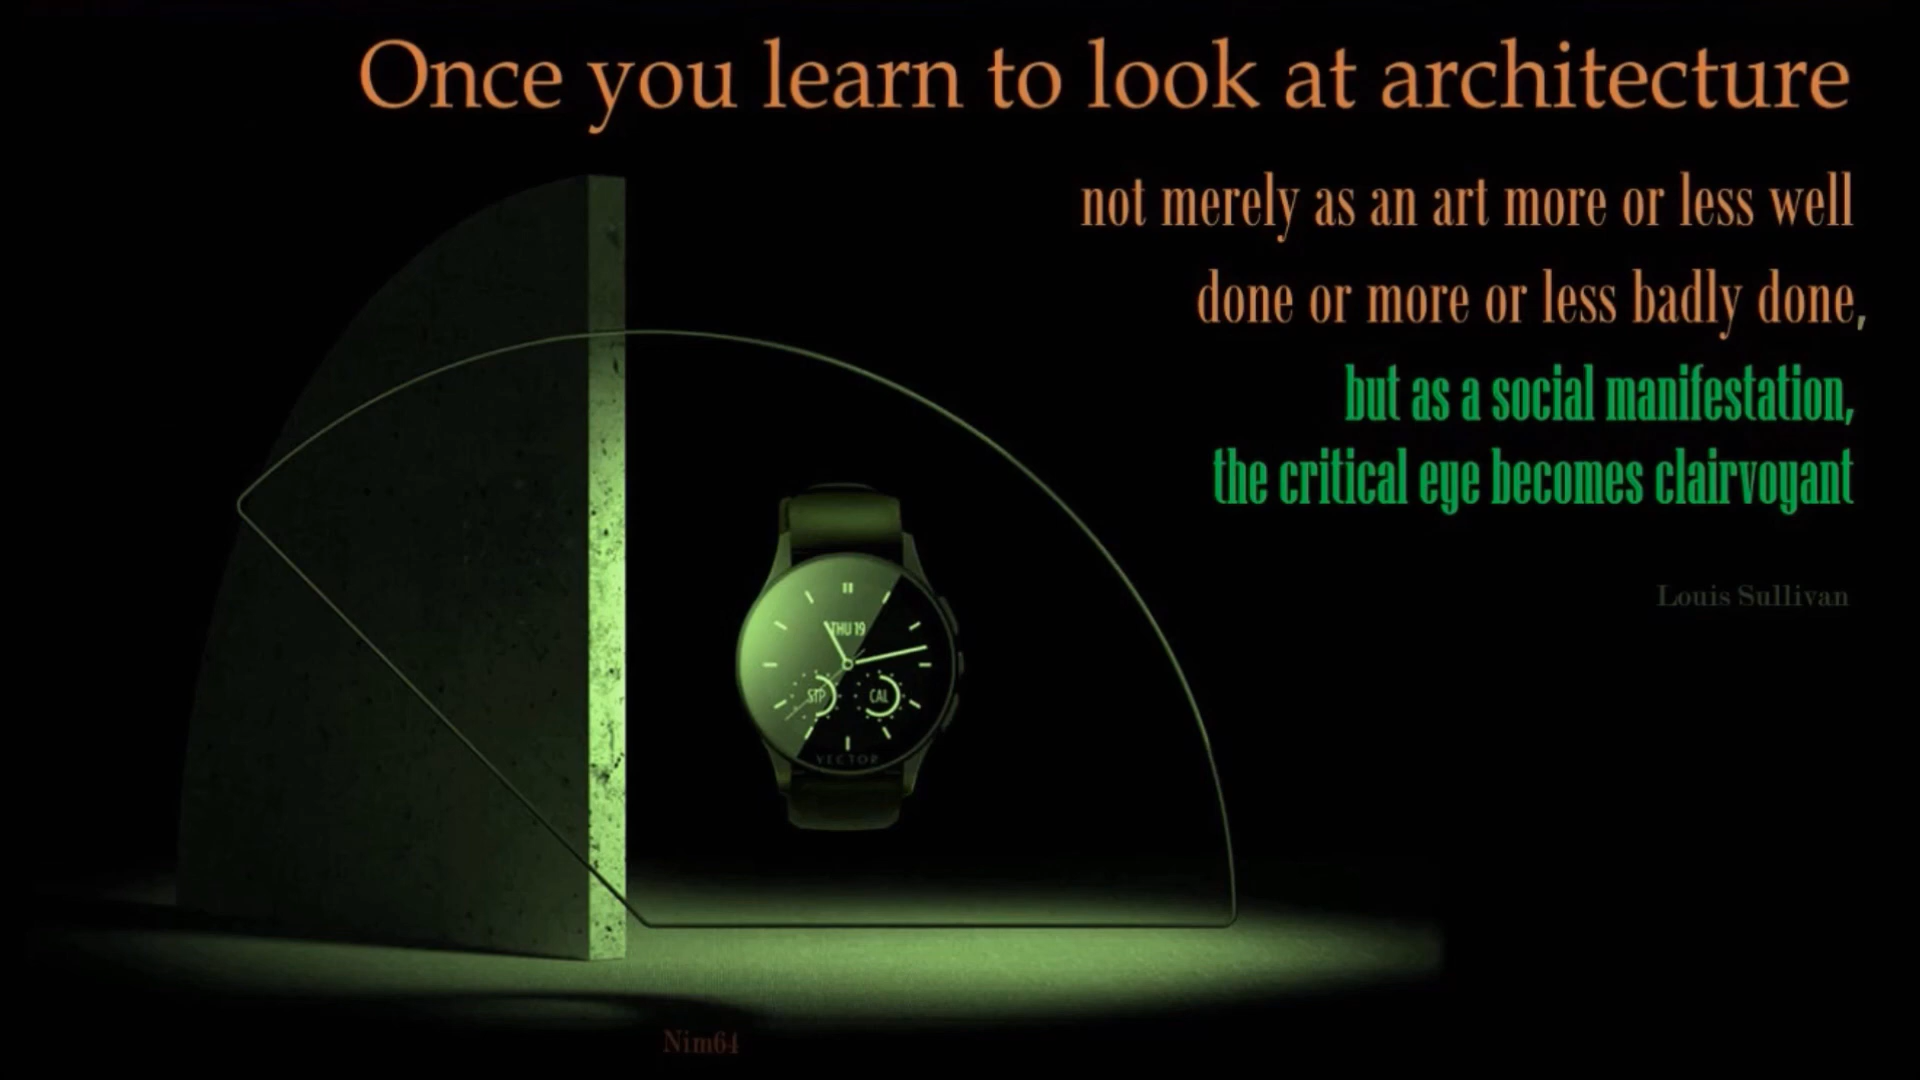 Once you learn to look at architecture
not merely as an art more or less well
done or more or less badly done,
but as a social manifestation,
the critical eye becomes clairvoyant
Louis Sullivan
THU 19
STP
CAL
VECTOR
Nim64